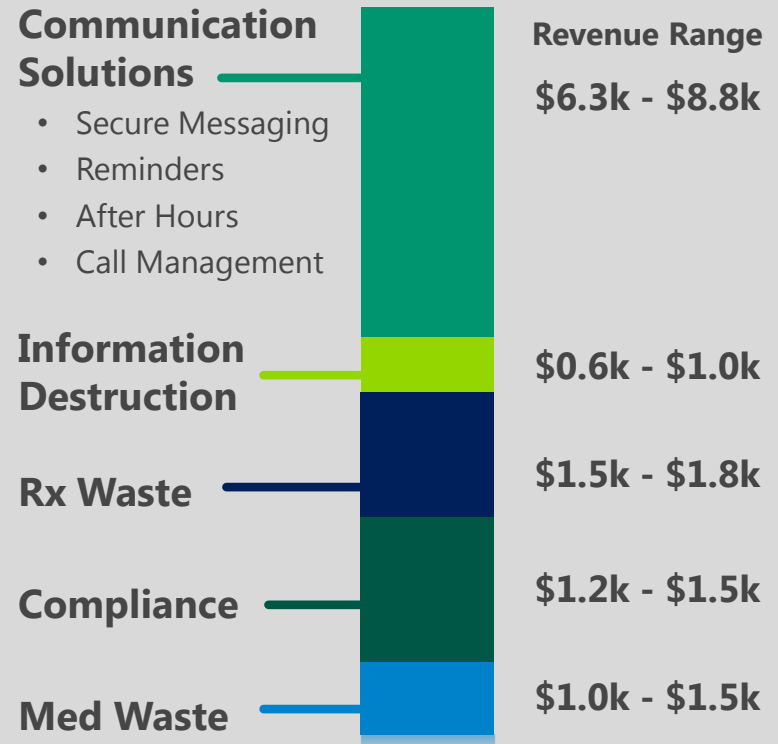 Communication
Solutions
• Secure Messaging
• Reminders
• After Hours
• Call Management
Information
Destruction
Rx Waste
Compliance
Med Waste
Revenue Range
$6.3k - $8.8k
$0.6k - $1.0k
$1.5k - $1.8k
$1.2k - $1.5k
$1.0k - $1.5k